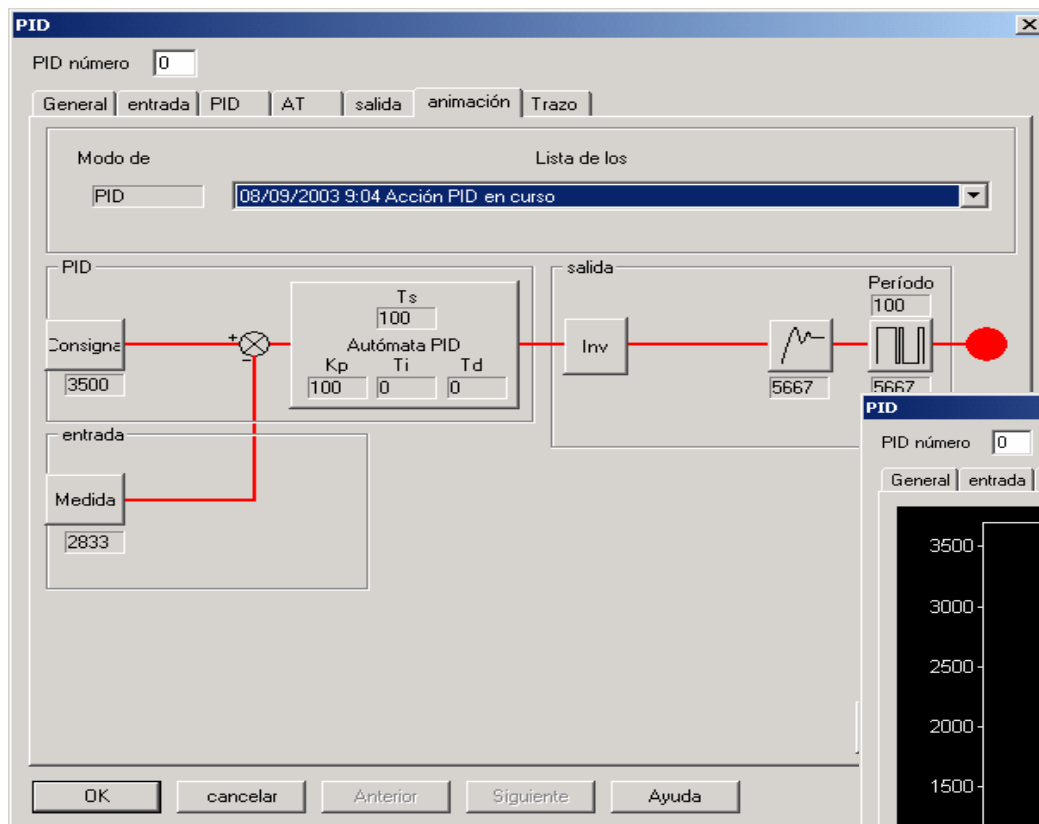 PID
PID número 0
General entrada PID AT salida animación Trazo
Modo de Lista de los
PID 08/09/2003 9:04 Acción PID en curso
PID
Consigna
3500
+
-
Ts
100
Autómata PID
Kp Ti Td
100 0 0
salida
Inv
5667
Período
100
5667
entrada
Medida
2833
OK cancelar Anterior Siguiente Ayuda
PID
PID número 0
General entrada
3500
3000
2500
2000
1500